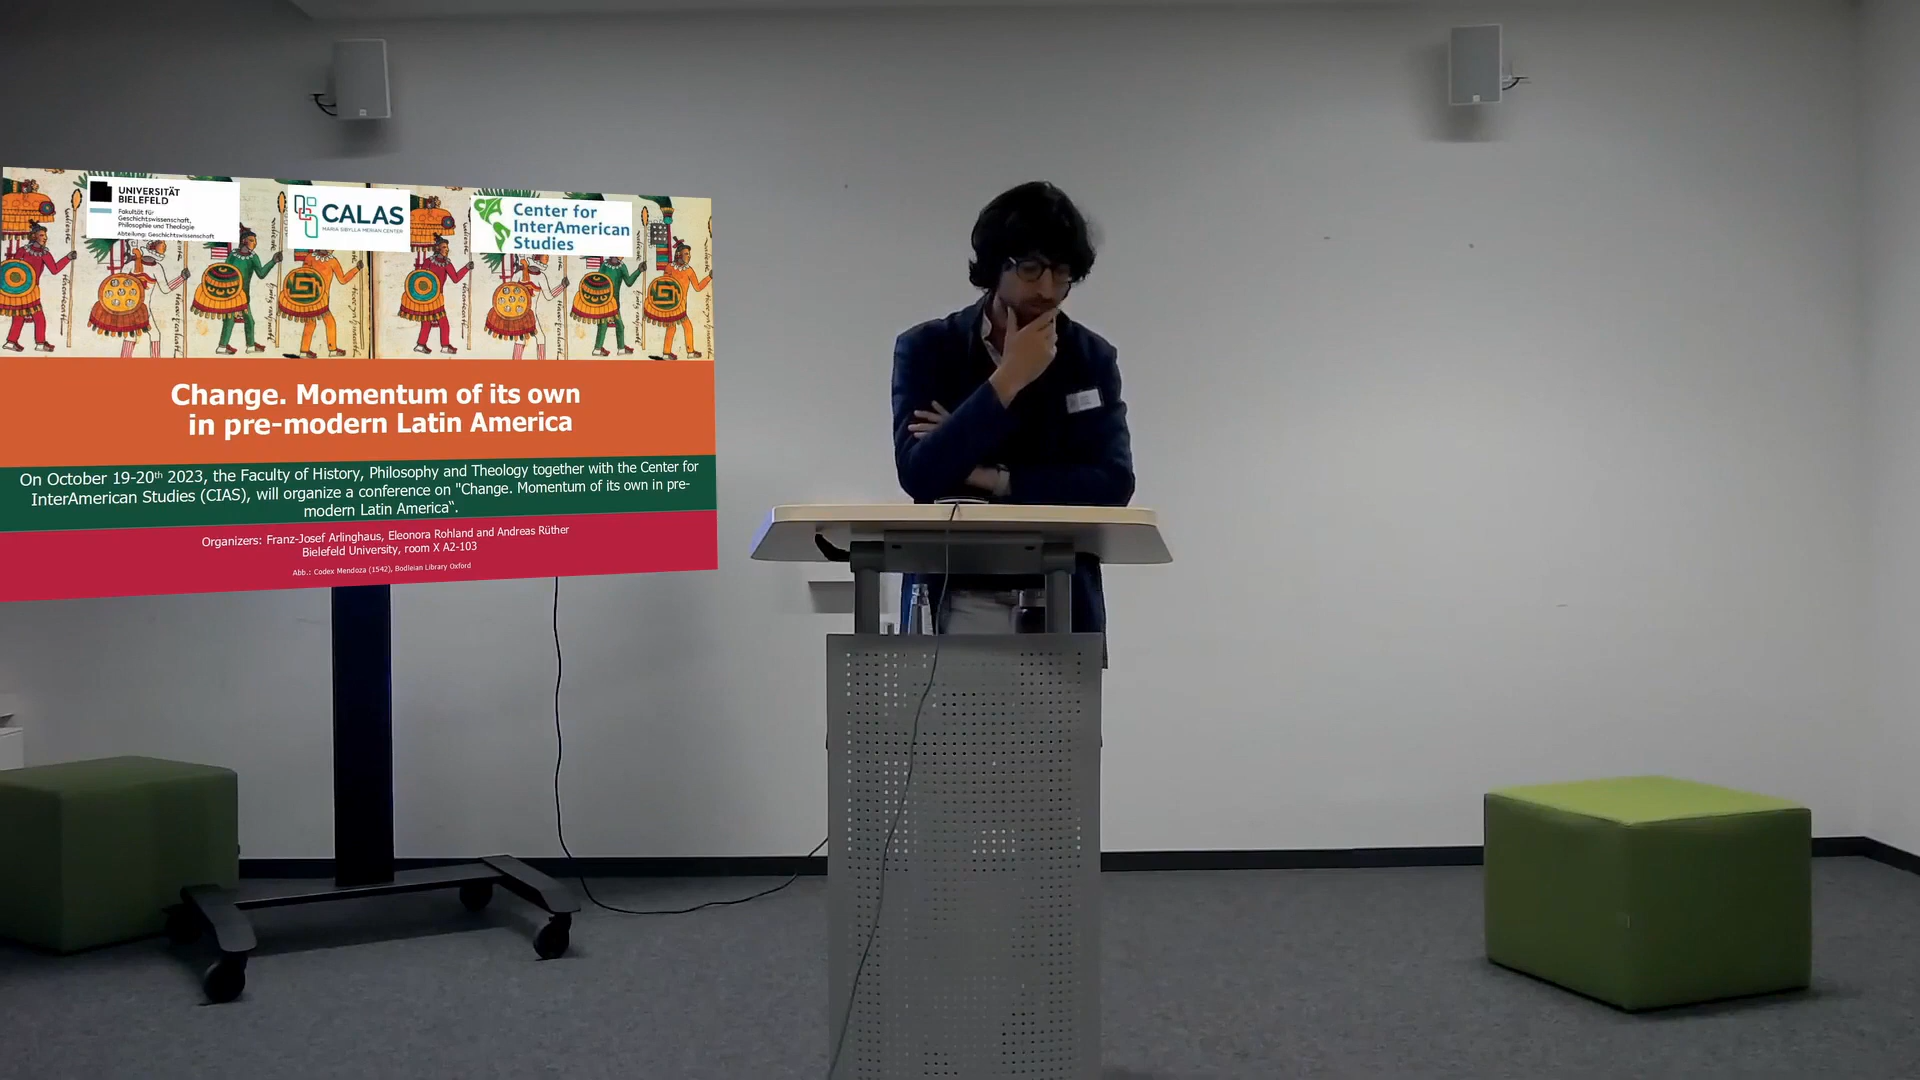 UNIVERSITÄT
BIELEFELD
Fakultät für
Geschichtswissenschaft,
Philosophie und Theologie
Abteilung: Geschichtswissenschaft
CALAS
MARIA SIBYLLA MERIAN CENTER
CIAS
Center for
InterAmerican
Studies
Change. Momentum of its own
in pre-modern Latin America
On October 19-20th 2023, the Faculty of History, Philosophy and Theology together with the Center for
InterAmerican Studies (CIAS), will organize a conference on "Change. Momentum of its own in pre-
modern Latin America“.
Organizers: Franz-Josef Arlinghaus, Eleonora Rohland and Andreas Rüther
Bielefeld University, room X A2-103
Abb.: Codex Mendoza (1542), Bodleian Library Oxford